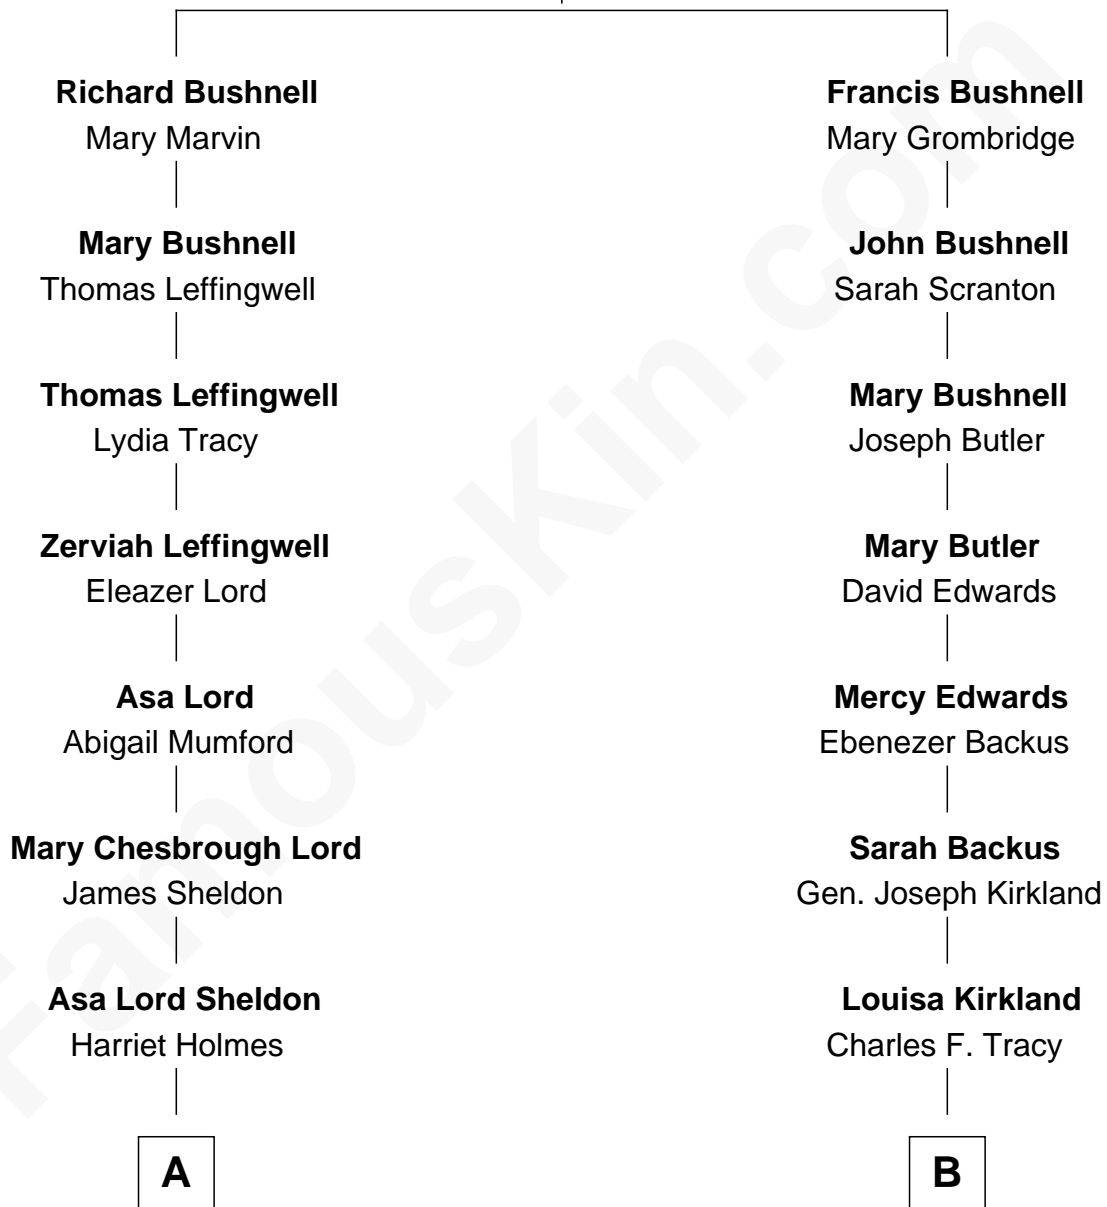 Richard Bushnell
Mary Marvin
Mary Bushnell
Thomas Leffingwell
Thomas Leffingwell
Lydia Tracy
Zerviah Leffingwell
Eleazer Lord
Asa Lord
Abigail Mumford
Mary Chesbrough Lord
James Sheldon
Asa Lord Sheldon
Harriet Holmes
A
Francis Bushnell
Mary Grombridge
John Bushnell
Sarah Scranton
Mary Bushnell
Joseph Butler
Mary Butler
David Edwards
Mercy Edwards
Ebenezer Backus
Sarah Backus
Gen. Joseph Kirkland
Louisa Kirkland
Charles F. Tracy
B
FamousKin.com